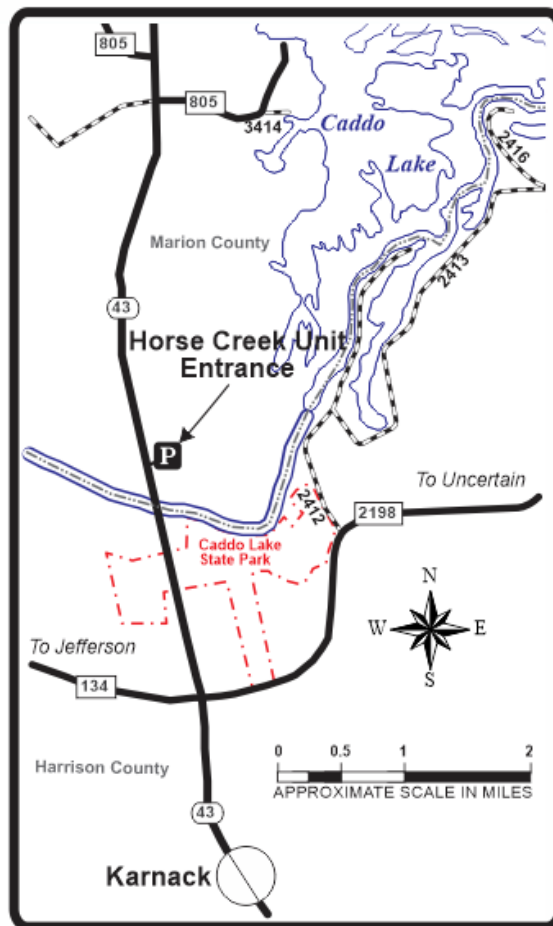 805
805
3414
Caddo
Lake
2416
2413
Marion County
43
Horse Creek Unit
Entrance
P
To Uncertain
2412
2198
Caddo Lake
State Park
N
W E
S
To Jefferson
134
0 0.5 1 2
APPROXIMATE SCALE IN MILES
Harrison County
43
Karnack